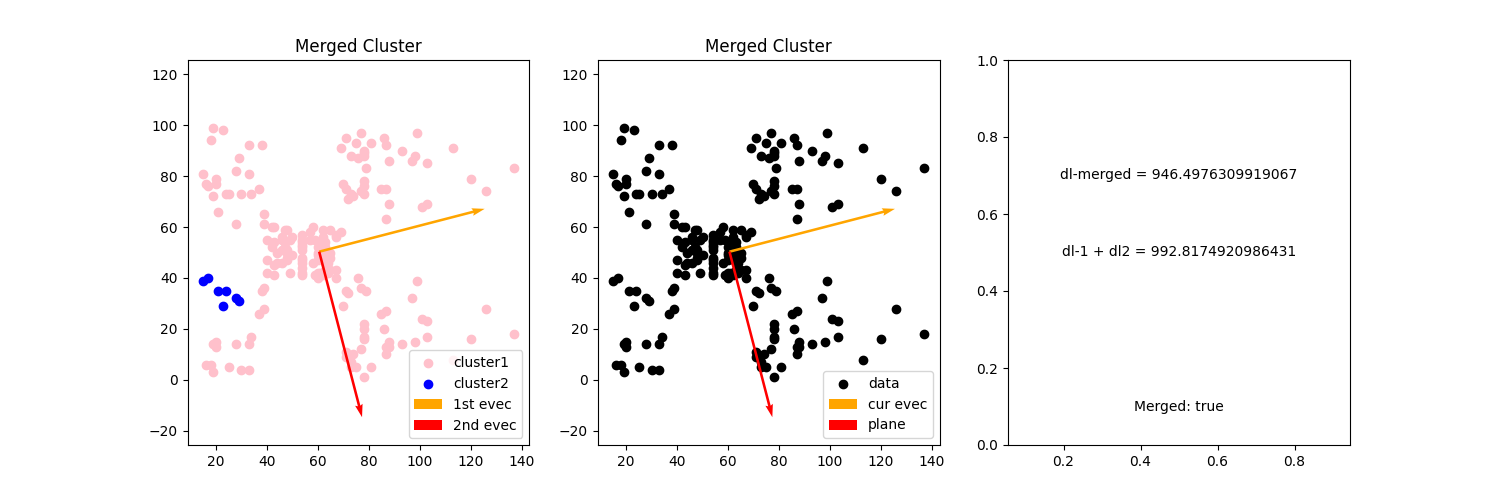 Merged Cluster
120
100
80
60
40
20
0
−20
20 40 60 80 100 120 140
cluster1
cluster2
1st evec
2nd evec
Merged Cluster
120
100
80
60
40
20
0
−20
20 40 60 80 100 120 140
data
cur evec
plane
1.0
0.8
0.6
0.4
0.2
0.0
0.2 0.4 0.6 0.8
dl-merged = 946.4976309919067
dl-1 + dl2 = 992.8174920986431
Merged: true